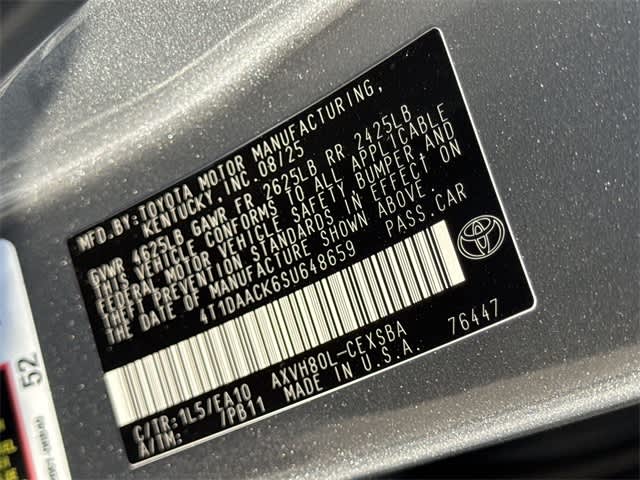 MFD.BY:TOYOTA MOTOR MANUFACTURING,
KENTUCKY, INC.08/25
GVWR 4625LB GAWR FR 2625LB RR 2425LB
THIS VEHICLE CONFORMS TO ALL APPLICABLE
FEDERAL MOTOR VEHICLE SAFETY, BUMPER, AND
THEFT PREVENTION STANDARDS IN EFFECT ON
THE DATE OF MANUFACTURE SHOWN ABOVE.
4T1DAACK6SU648659 PASS.CAR
C/TR:1L5/EA10 AXVH80L-CEXSBA 76447
A/TM: 7PB11 MADE IN U.S.A.
52